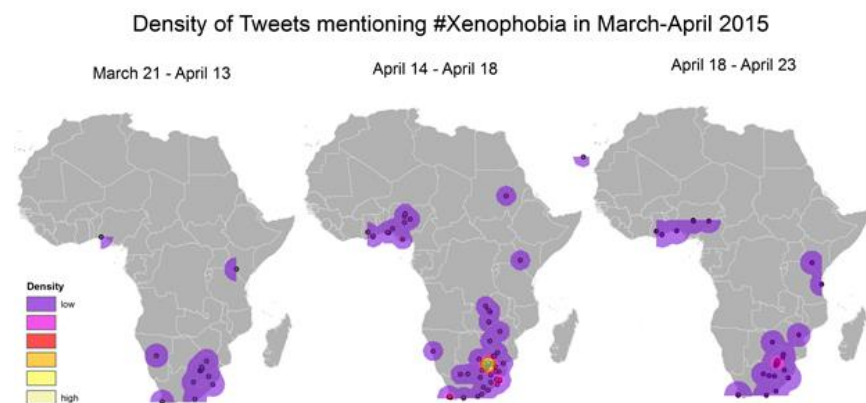 Density of Tweets mentioning #Xenophobia in March-April 2015
March 21 - April 13
April 14 - April 18
April 18 - April 23
Density
low
high